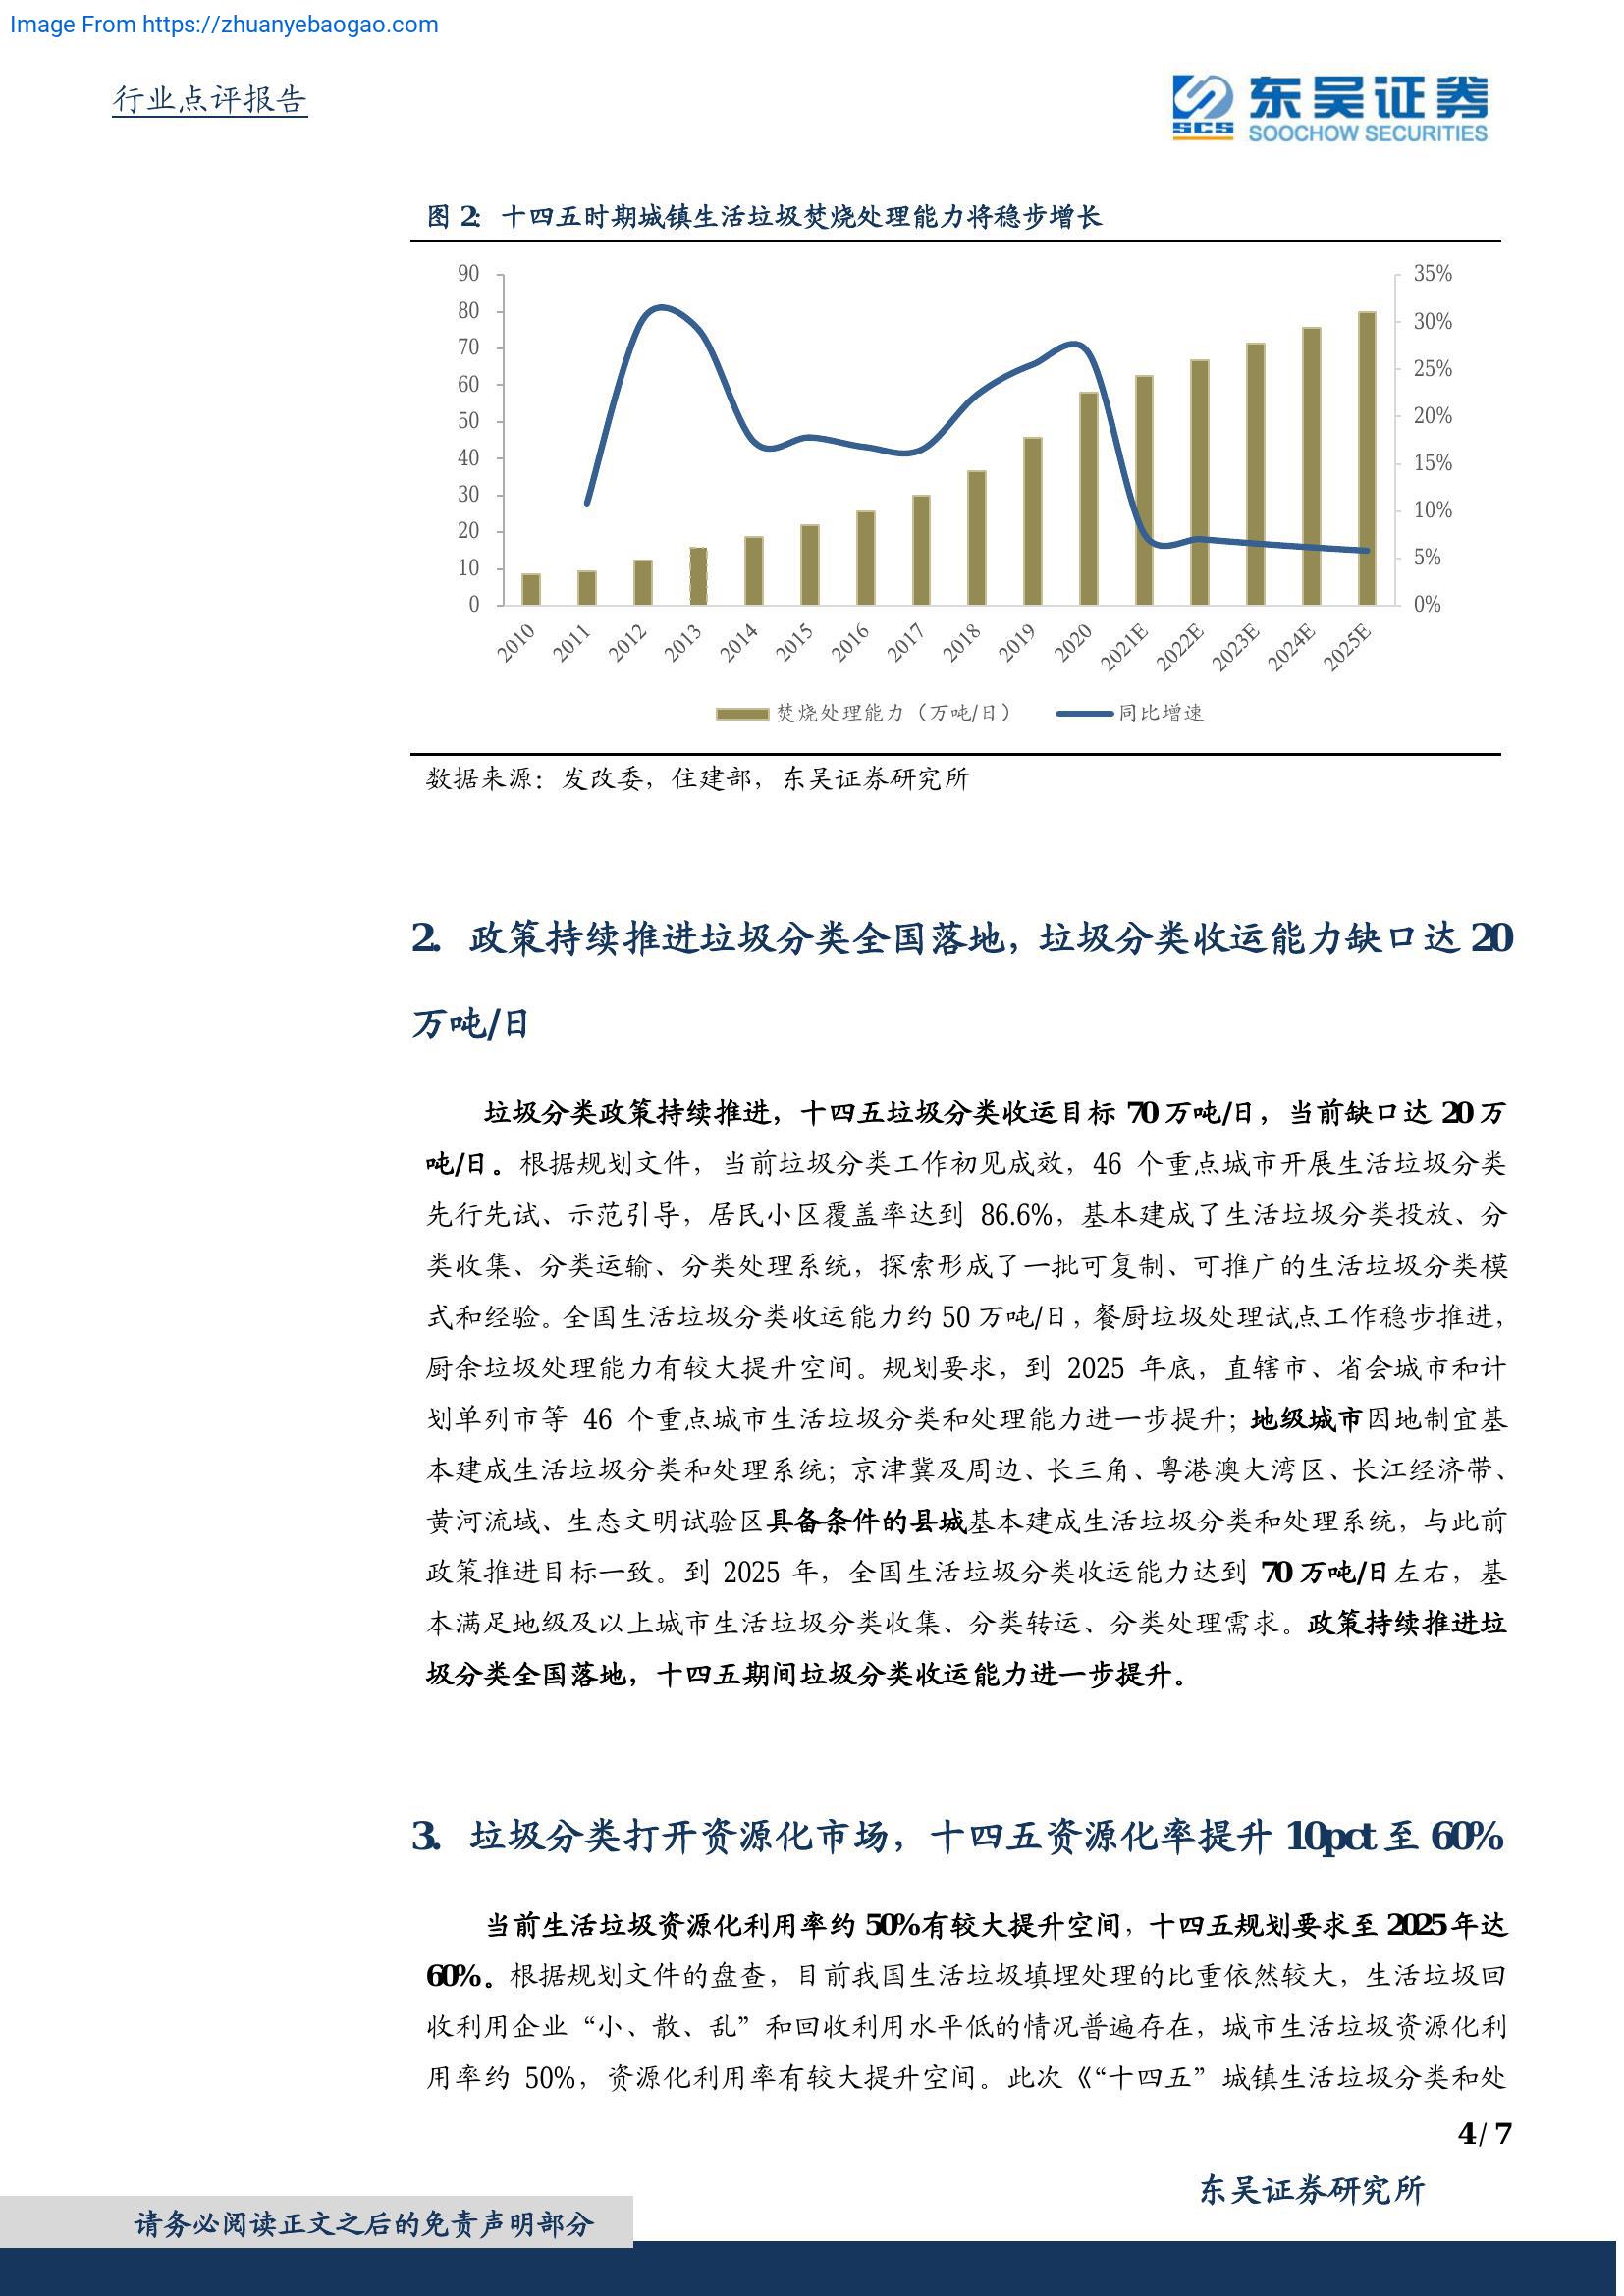 Image From https://zhuanyebaogao.com
行业点评报告
SCS
东吴证券
SOOCHOW SECURITIES
图 2: 十四五时期城镇生活垃圾焚烧处理能力将稳步增长
90
80
70
60
50
40
30
20
10
0
35%
30%
25%
20%
15%
10%
5%
0%
2010
2011
2012
2013
2014
2015
2016
2017
2018
2019
2020
2021E
2022E
2023E
2024E
2025E
焚烧处理能力（万吨/日）
同比增速
数据来源：发改委，住建部，东吴证券研究所
2. 政策持续推进垃圾分类全国落地，垃圾分类收运能力缺口达 20
万吨/日
垃圾分类政策持续推进，十四五垃圾分类收运目标 70 万吨/日，当前缺口达 20 万
吨/日。根据规划文件，当前垃圾分类工作初见成效，46 个重点城市开展生活垃圾分类
先行先试、示范引导，居民小区覆盖率达到 86.6%，基本建成了生活垃圾分类投放、分
类收集、分类运输、分类处理系统，探索形成了一批可复制、可推广的生活垃圾分类模
式和经验。全国生活垃圾分类收运能力约 50 万吨/日，餐厨垃圾处理试点工作稳步推进，
厨余垃圾处理能力有较大提升空间。规划要求，到 2025 年底，直辖市、省会城市和计
划单列市等 46 个重点城市生活垃圾分类和处理能力进一步提升；地级城市因地制宜基
本建成生活垃圾分类和处理系统；京津冀及周边、长三角、粤港澳大湾区、长江经济带、
黄河流域、生态文明试验区具备条件的县城基本建成生活垃圾分类和处理系统，与此前
政策推进目标一致。到 2025 年，全国生活垃圾分类收运能力达到 70 万吨/日左右，基
本满足地级及以上城市生活垃圾分类收集、分类转运、分类处理需求。政策持续推进垃
圾分类全国落地，十四五期间垃圾分类收运能力进一步提升。
3. 垃圾分类打开资源化市场，十四五资源化率提升 10pct 至 60%
当前生活垃圾资源化利用率约 50%有较大提升空间，十四五规划要求至 2025 年达
60%。根据规划文件的盘查，目前我国生活垃圾填埋处理的比重依然较大，生活垃圾回
收利用企业“小、散、乱”和回收利用水平低的情况普遍存在，城市生活垃圾资源化利
用率约 50%，资源化利用率有较大提升空间。此次《“十四五”城镇生活垃圾分类和处
4 / 7
东吴证券研究所
请务必阅读正文之后的免责声明部分